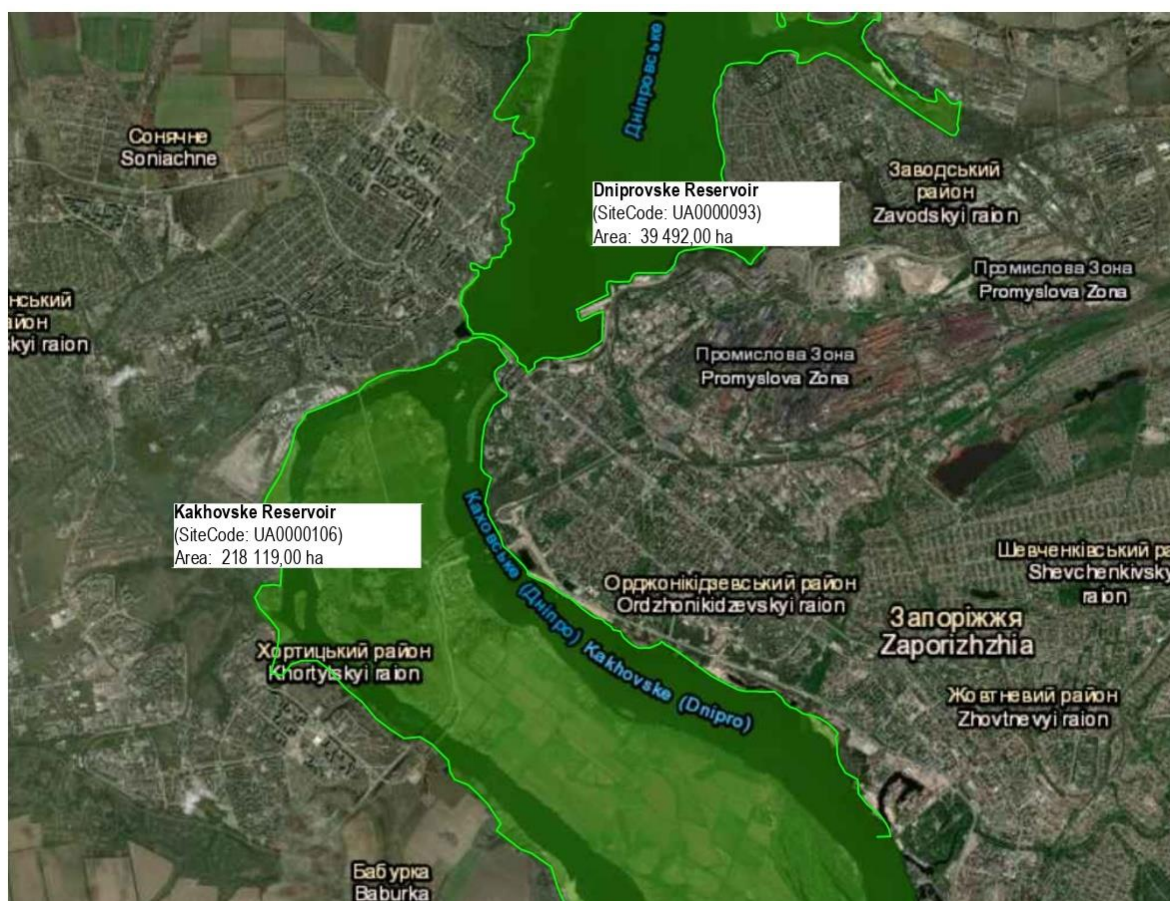 Дніпровське
Сонячне
Soniachne
Dniprovske Reservoir
(SiteCode: UA0000093)
Area: 39 492,00 ha
Заводський
район
Zavodskyi raion
Промислова Зона
Promyslova Zona
нський
айон
skyi raion
Промислова Зона
Promyslova Zona
Kakhovske Reservoir
(SiteCode: UA0000106)
Area: 218 119,00 ha
Каховське (Дніпро) Kakhovske (Dnipro)
Шевченківський ра
Shevchenkivsky
raion
Орджонікідзевський район
Ordzhonikidzevskyi raion
Запоріжжя
Zaporizhzhia
Хортицький район
Khortytskyi raion
Жовтневий район
Zhovtnevyi raion
Бабурка
Baburka